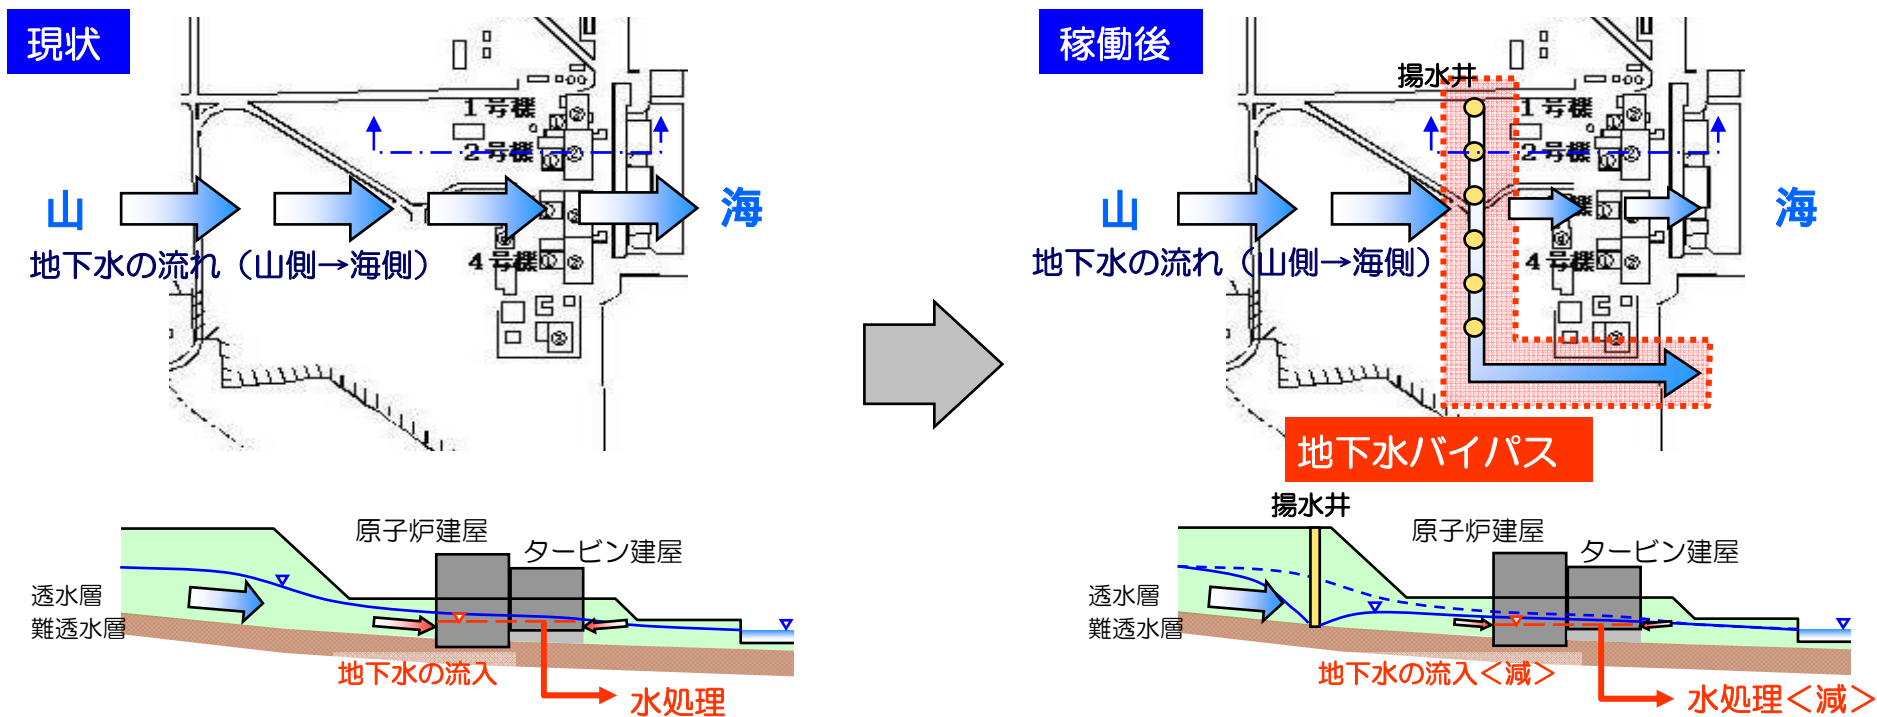 現状
1号機
2号機
4号機
山
海
地下水の流れ（山側→海側）
原子炉建屋
タービン建屋
透水層
難透水層
地下水の流入
水処理
稼働後
揚水井
1号機
2号機
機
4号機
山
海
地下水の流れ（山側→海側）
地下水バイパス
揚水井
原子炉建屋
タービン建屋
透水層
難透水層
地下水の流入＜減＞
水処理＜減＞